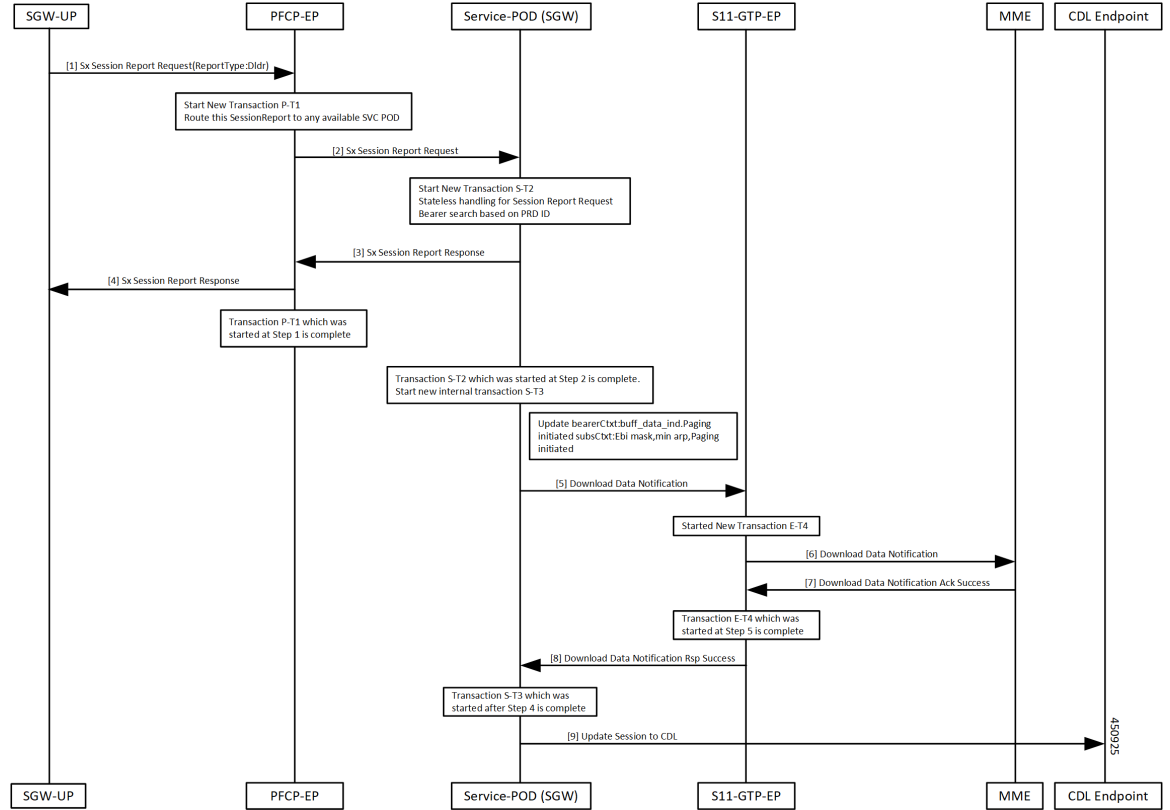 SGW-UP
PFCP-EP
Service-POD (SGW)
S11-GTP-EP
MME
CDL Endpoint
[1] Sx Session Report Request(ReportType:Dldr)
Start New Transaction P-T1
Route this SessionReport to any available SVC POD
[2] Sx Session Report Request
Start New Transaction S-T2
Stateless handling for Session Report Request
Bearer search based on PRD ID
[3] Sx Session Report Response
[4] Sx Session Report Response
Transaction P-T1 which was
started at Step 1 is complete
Transaction S-T2 which was started at Step 2 is complete.
Start new internal transaction S-T3
Update bearerCtxt:buff_data_ind.Paging
initiated subsCtxt:Ebi mask,min arp,Paging
initiated
[5] Download Data Notification
Started New Transaction E-T4
[6] Download Data Notification
[7] Download Data Notification Ack Success
Transaction E-T4 which was
started at Step 5 is complete
[8] Download Data Notification Rsp Success
Transaction S-T3 which was
started after Step 4 is complete
[9] Update Session to CDL
450925
SGW-UP
PFCP-EP
Service-POD (SGW)
S11-GTP-EP
MME
CDL Endpoint